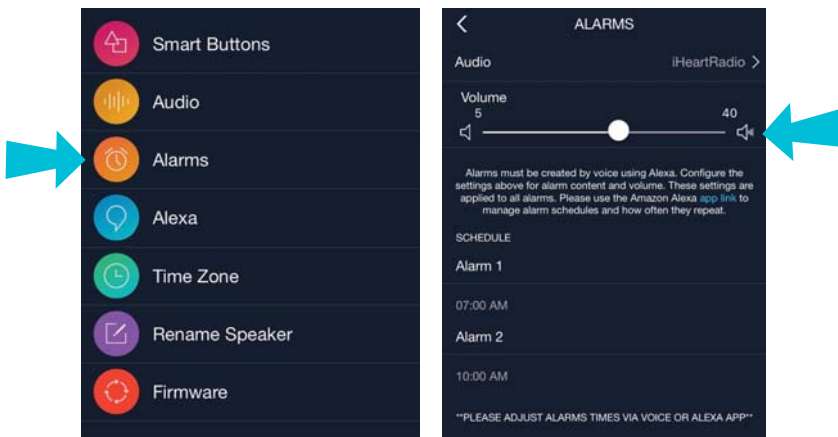 Smart Buttons
Audio
Alarms
Alexa
Time Zone
Rename Speaker
Firmware
ALARMS
Audio iHeartRadio
Volume
5 40
Alarms must be created by voice using Alexa. Configure the
settings above for alarm content and volume. These settings are
applied to all alarms. Please use the Amazon Alexa app link to
manage alarm schedules and how often they repeat.
SCHEDULE
Alarm 1
07:00 AM
Alarm 2
10:00 AM
**PLEASE ADJUST ALARMS TIMES VIA VOICE OR ALEXA APP**